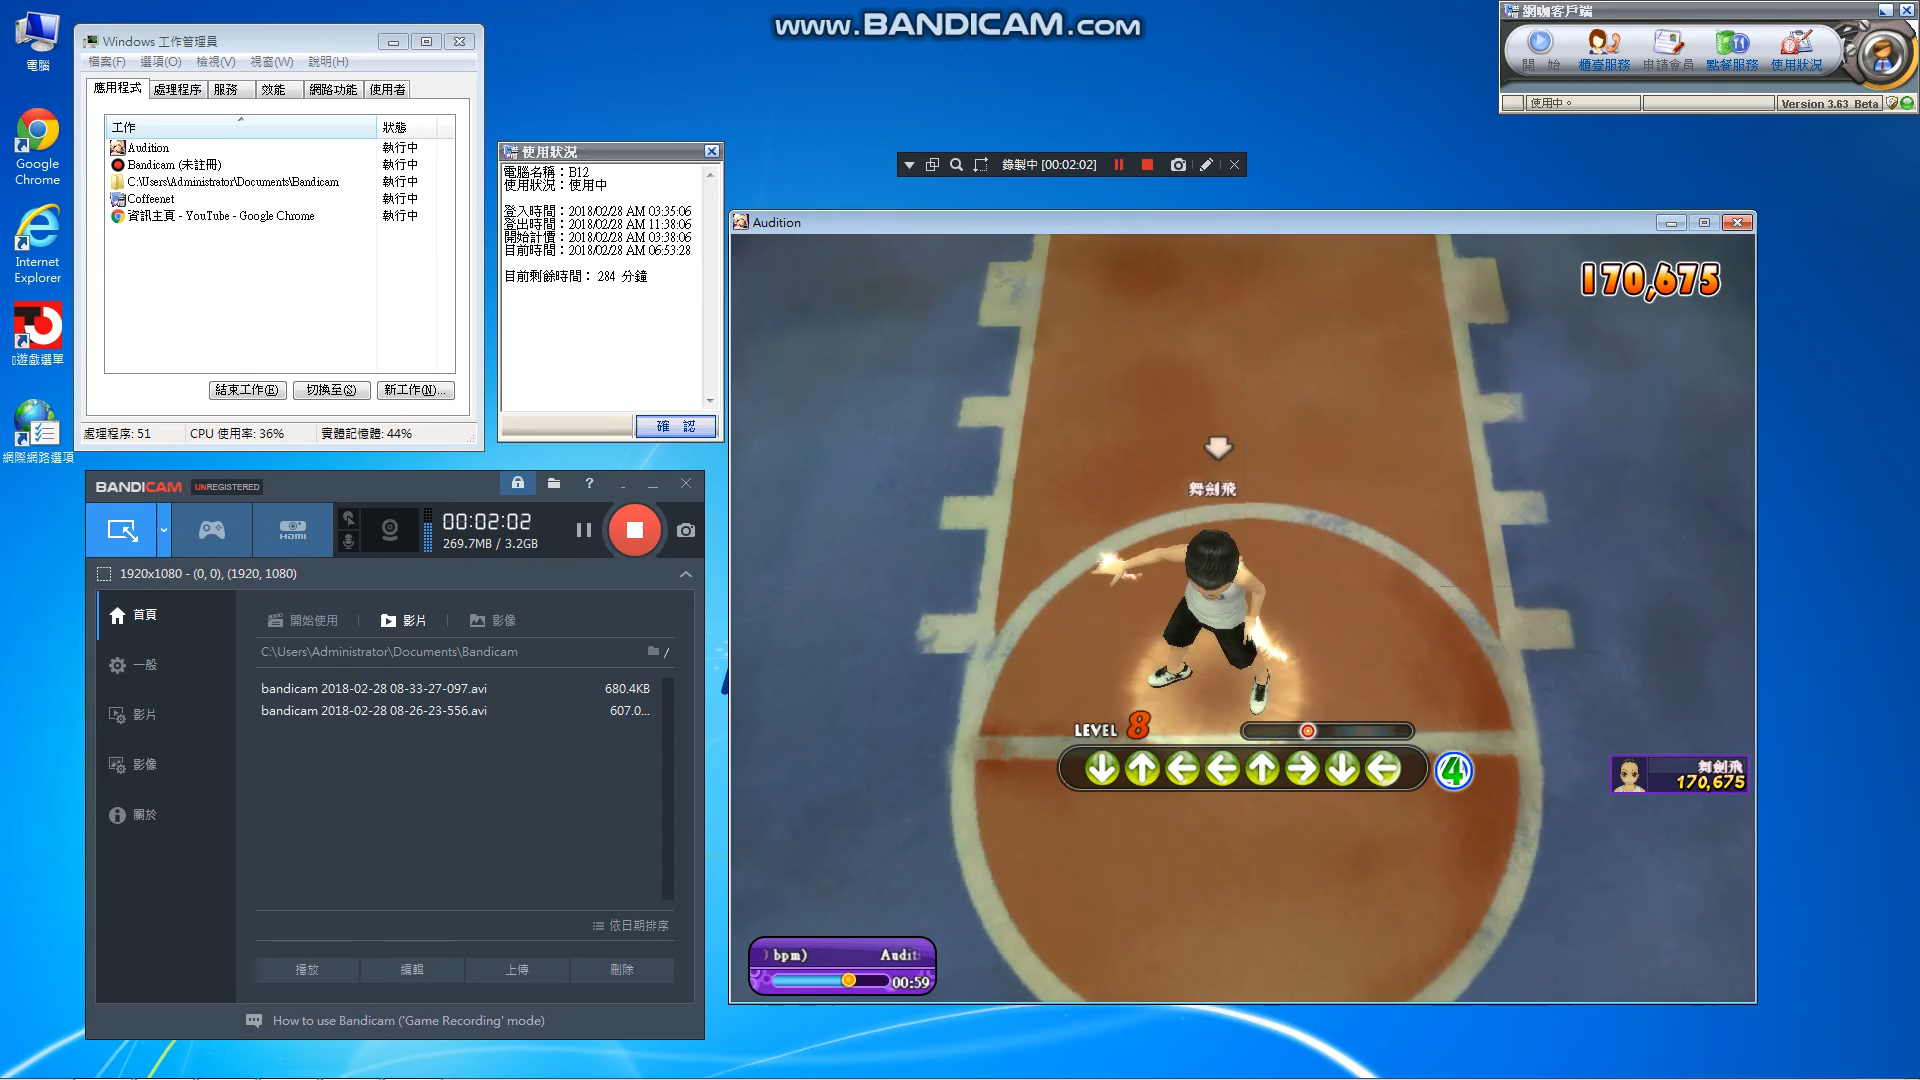 www.BANDICAM.com
電腦
Google
Chrome
Internet
Explorer
遊戲選單
網際網路選項
Windows 工作管理員
檔案(F) 選項(O) 檢視(V) 視窗(W) 說明(H)
應用程式 處理程序 服務 效能 網路功能 使用者
工作 狀態
Audition 執行中
Bandicam (未註冊) 執行中
C:\Users\Administrator\Documents\Bandicam 執行中
Coffeenet 執行中
資訊主頁 - YouTube - Google Chrome 執行中
結束工作(E) 切換至(S) 新工作(N)...
處理程序: 51 CPU 使用率: 36% 實體記憶體: 44%
使用狀況
電腦名稱：B12
使用狀況：使用中
登入時間：2018/02/28 AM 03:35:06
登出時間：2018/02/28 AM 11:38:06
開始計價：2018/02/28 AM 03:38:06
目前時間：2018/02/28 AM 06:53:28
目前剩餘時間： 284 分鐘
確 認
網咖客戶端
開 始 櫃臺服務 申請會員 點餐服務 使用狀況
使用中。 Version 3.63 Beta
錄製中 [00:02:02]
BANDICAM UNREGISTERED
?
HDMI
00:02:02
269.7MB / 3.2GB
1920x1080 - (0, 0), (1920, 1080)
首頁
一般
影片
影像
關於
開始使用 影片 影像
C:\Users\Administrator\Documents\Bandicam /
bandicam 2018-02-28 08-33-27-097.avi 680.4KB
bandicam 2018-02-28 08-26-23-556.avi 607.0...
依日期排序
播放 編輯 上傳 刪除
How to use Bandicam ('Game Recording' mode)
Audition
170,675
舞劍飛
LEVEL 8
4
舞劍飛
170,675
) bpm) Audit
00:59